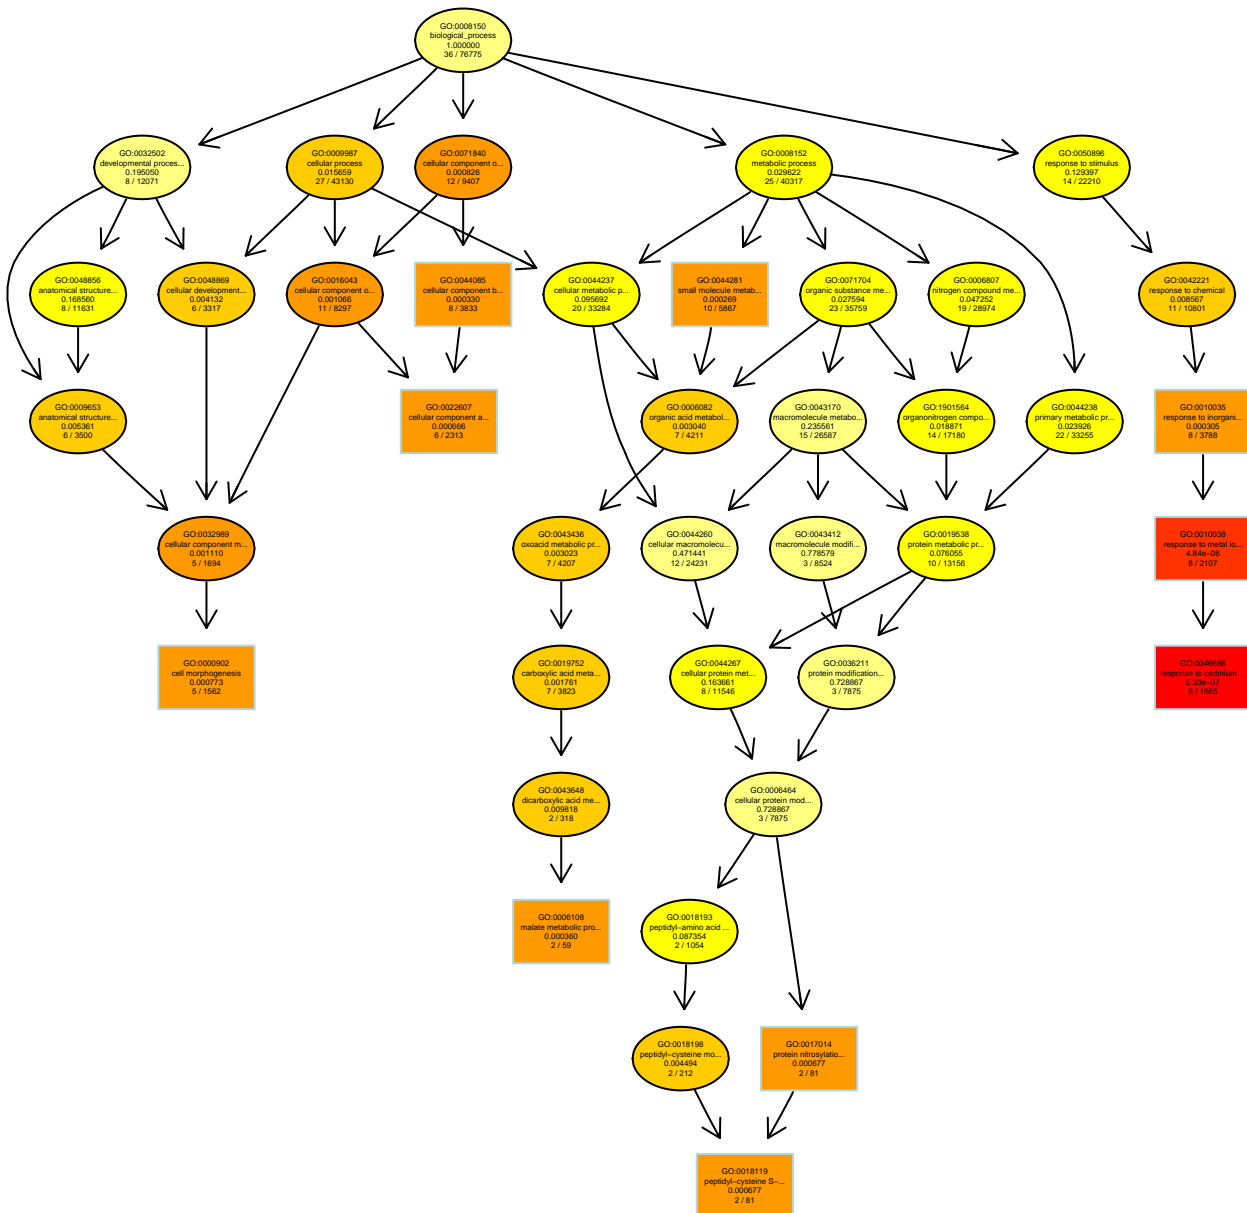 GO:0008150
biological_process
1.000000
36 / 76775
GO:0032502
developmental proces...
0.195050
8 / 12071
GO:0009987
cellular process
0.015659
27 / 43130
GO:0071840
cellular component o...
0.000826
12 / 9407
GO:0008152
metabolic process
0.029622
25 / 40317
GO:0050896
response to stimulus
0.129397
14 / 22210
GO:0048856
anatomical structure...
0.168560
8 / 11631
GO:0048869
cellular development...
0.004132
6 / 3317
GO:0016043
cellular component o...
0.001066
11 / 8297
GO:0044085
cellular component b...
0.000330
8 / 3833
GO:0044237
cellular metabolic p...
0.095692
20 / 33284
GO:0044281
small molecule metab...
0.000269
10 / 5867
GO:0071704
organic substance me...
0.027594
23 / 35759
GO:0006807
nitrogen compound me...
0.047252
19 / 28974
GO:0042221
response to chemical
0.008567
11 / 10801
GO:0009653
anatomical structure...
0.005361
6 / 3500
GO:0022607
cellular component a...
0.000666
6 / 2313
GO:0006082
organic acid metabol...
0.003040
7 / 4211
GO:0043170
macromolecule metabo...
0.235561
15 / 26587
GO:1901564
organonitrogen compo...
0.018871
14 / 17180
GO:0044238
primary metabolic pr...
0.023926
22 / 33255
GO:0010035
response to inorgani...
0.000305
8 / 3788
GO:0032989
cellular component m...
0.001110
5 / 1694
GO:0043436
oxoacid metabolic pr...
0.003023
7 / 4207
GO:0044260
cellular macromolecu...
0.471441
12 / 24231
GO:0043412
macromolecule modifi...
0.778579
3 / 8524
GO:0019538
protein metabolic pr...
0.076055
10 / 13156
GO:0010038
response to metal io...
4.84e−06
8 / 2107
GO:0000902
cell morphogenesis
0.000773
5 / 1562
GO:0019752
carboxylic acid meta...
0.001761
7 / 3823
GO:0044267
cellular protein met...
0.163661
8 / 11546
GO:0036211
protein modification...
0.728867
3 / 7875
GO:0046686
response to cadmium ...
5.33e−07
8 / 1565
GO:0043648
dicarboxylic acid me...
0.009818
2 / 318
GO:0006464
cellular protein mod...
0.728867
3 / 7875
GO:0006108
malate metabolic pro...
0.000360
2 / 59
GO:0018193
peptidyl−amino acid ...
0.087354
2 / 1054
GO:0018198
peptidyl−cysteine mo...
0.004494
2 / 212
GO:0017014
protein nitrosylatio...
0.000677
2 / 81
GO:0018119
peptidyl−cysteine S−...
0.000677
2 / 81